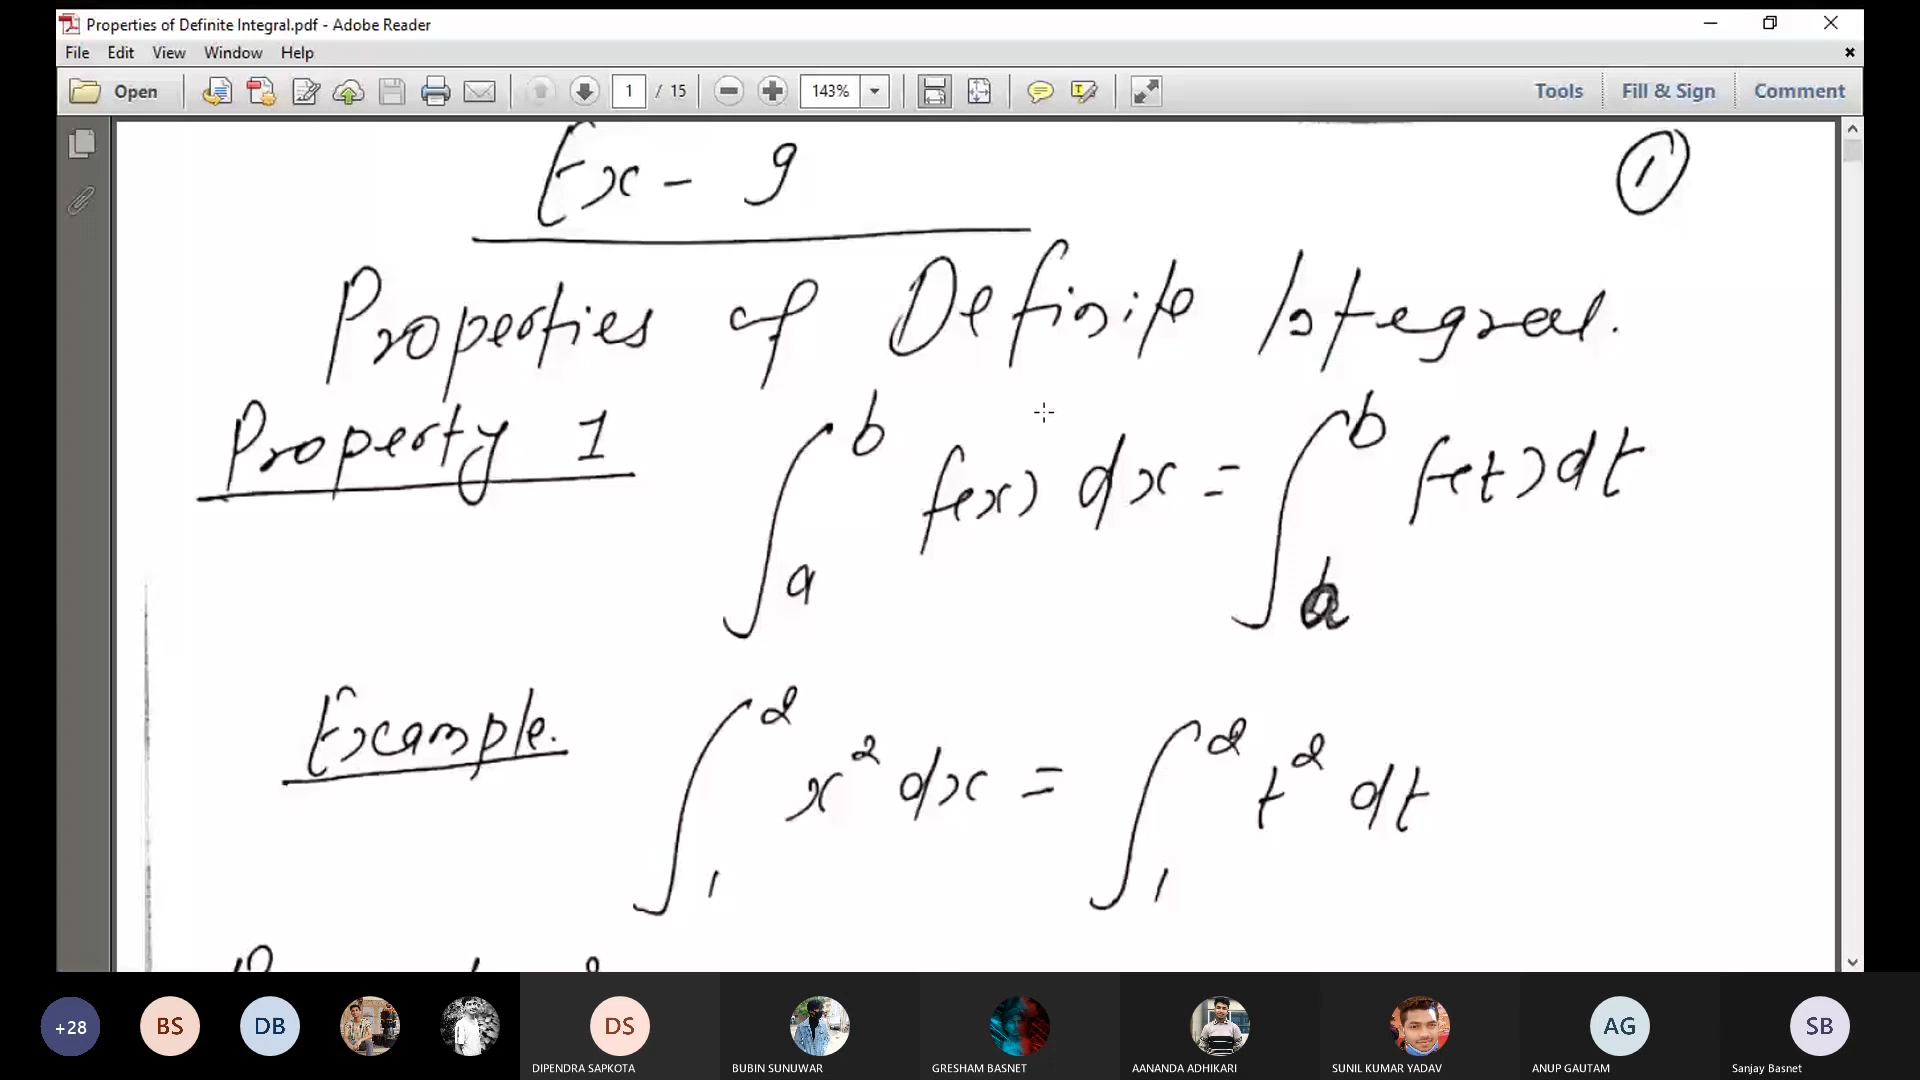 Properties of Definite Integral.pdf - Adobe Reader
File Edit View Window Help
Open 1 / 15 143% Tools Fill & Sign Comment
Ex - 9
1
Properties of Definite Integral.
Property 1 ∫_a^b f(x) dx = ∫_a^b f(t) dt
Example. ∫_1^2 x^2 dx = ∫_1^2 t^2 dt
+28 BS DB DS AG SB
DIPENDRA SAPKOTA BUBIN SUNUWAR GRESHAM BASNET AANANDA ADHIKARI SUNIL KUMAR YADAV ANUP GAUTAM Sanjay Basnet